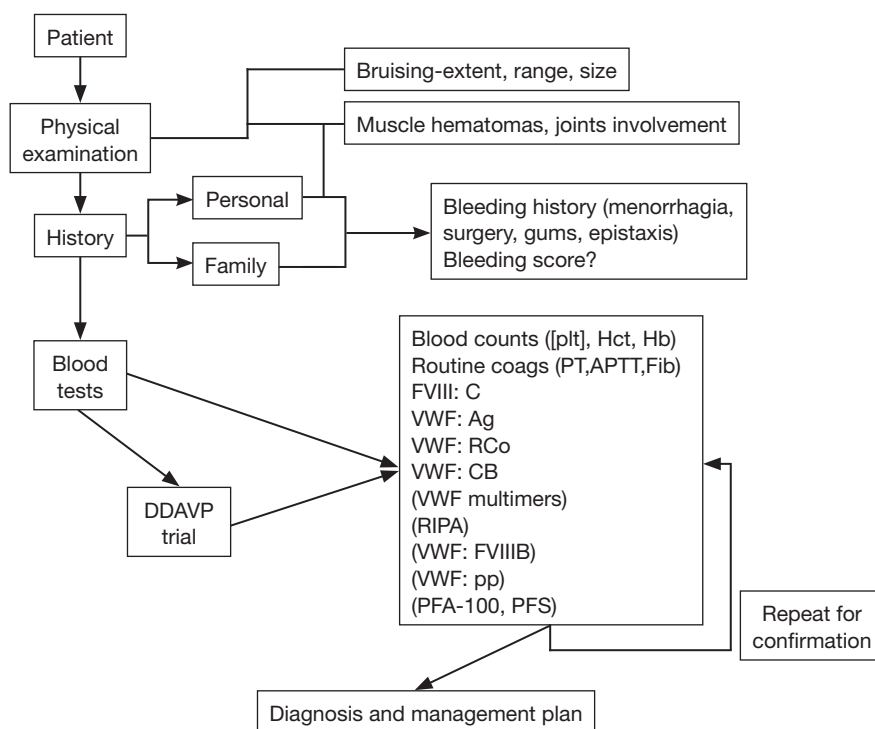 Patient
Physical
examination
Bruising-extent, range, size
Muscle hematomas, joints involvement
History
Personal
Family
Bleeding history (menorrhagia,
surgery, gums, epistaxis)
Bleeding score?
Blood
tests
DDAVP
trial
Blood counts ([plt], Hct, Hb)
Routine coags (PT,APTT,Fib)
FVIII: C
VWF: Ag
VWF: RCo
VWF: CB
(VWF multimers)
(RIPA)
(VWF: FVIIIB)
(VWF: pp)
(PFA-100, PFS)
Repeat for
confirmation
Diagnosis and management plan